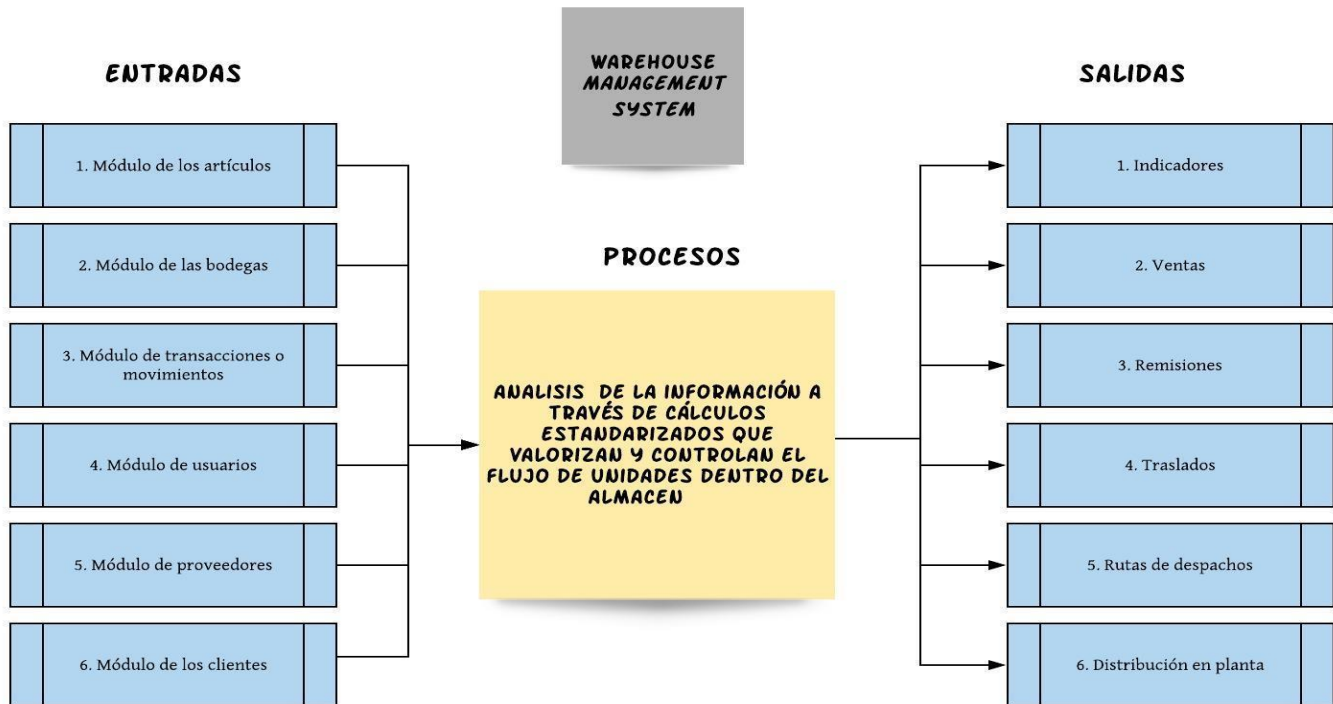 WAREHOUSE
MANAGEMENT
SYSTEM
ENTRADAS
1. Módulo de los artículos
2. Módulo de las bodegas
3. Módulo de transacciones o
movimientos
4. Módulo de usuarios
5. Módulo de proveedores
6. Módulo de los clientes
PROCESOS
ANALISIS DE LA INFORMACIÓN A
TRAVÉS DE CÁLCULOS
ESTANDARIZADOS QUE
VALORIZAN Y CONTROLAN EL
FLUJO DE UNIDADES DENTRO DEL
ALMACEN
SALIDAS
1. Indicadores
2. Ventas
3. Remisiones
4. Traslados
5. Rutas de despachos
6. Distribución en planta